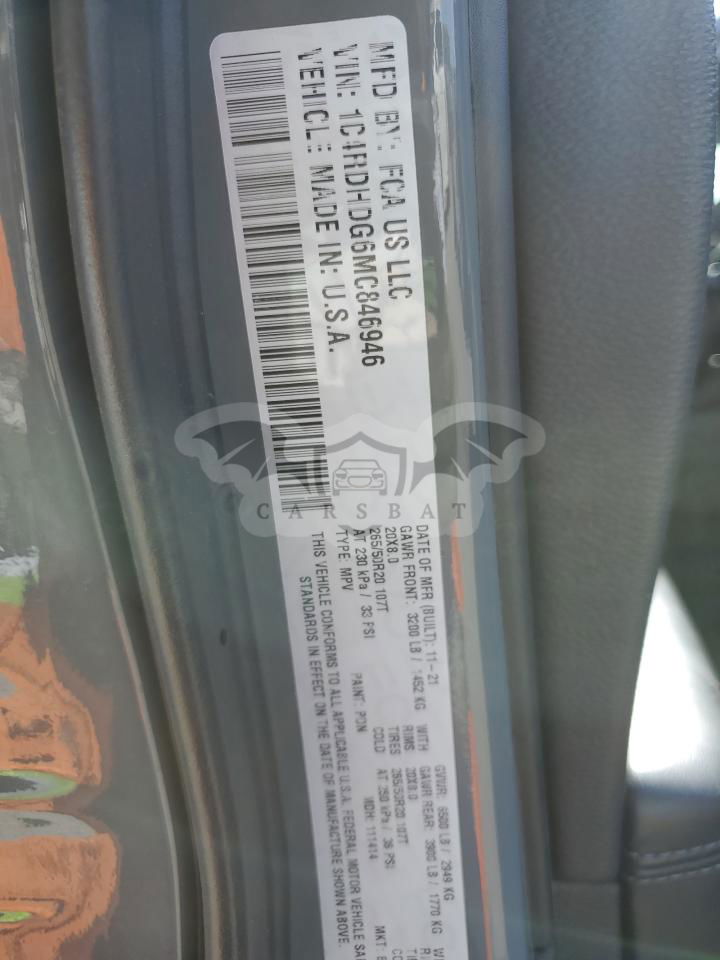 MFD BY: FCA US LLC
VIN: 1C4RDHDG6MC846946
VEHICLE MADE IN: U.S.A.
CARSBAT
DATE OF MFR (BUILT): 11-21 GVWR: 6500 LB / 2949 KG
GAWR FRONT: 3200 LB / 1452 KG WITH GAWR REAR: 3900 LB / 1770 KG
20X8.0 RIMS 20X8.0
265/50R20 107T TIRES 265/50R20 107T
AT 230 kPa / 33 PSI COLD AT 250 kPa / 36 PSI
TYPE: MPV PAINT: PDN MDH: 111414 MKT:
THIS VEHICLE CONFORMS TO ALL APPLICABLE U.S.A. FEDERAL MOTOR VEHICLE
STANDARDS IN EFFECT ON THE DATE OF MANUFACTURE SHOWN ABOVE.